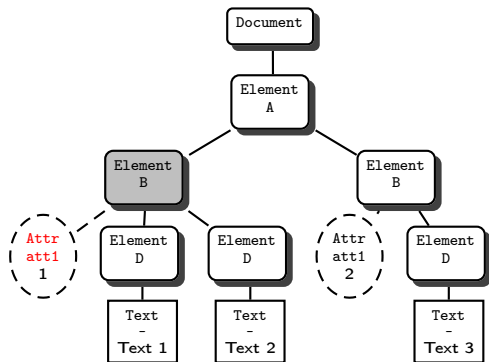 Document
Element
A
Element
B
Element
B
Attr
att1
1
Element
D
Element
D
Attr
att1
2
Element
D
Text
-
Text 1
Text
-
Text 2
Text
-
Text 3